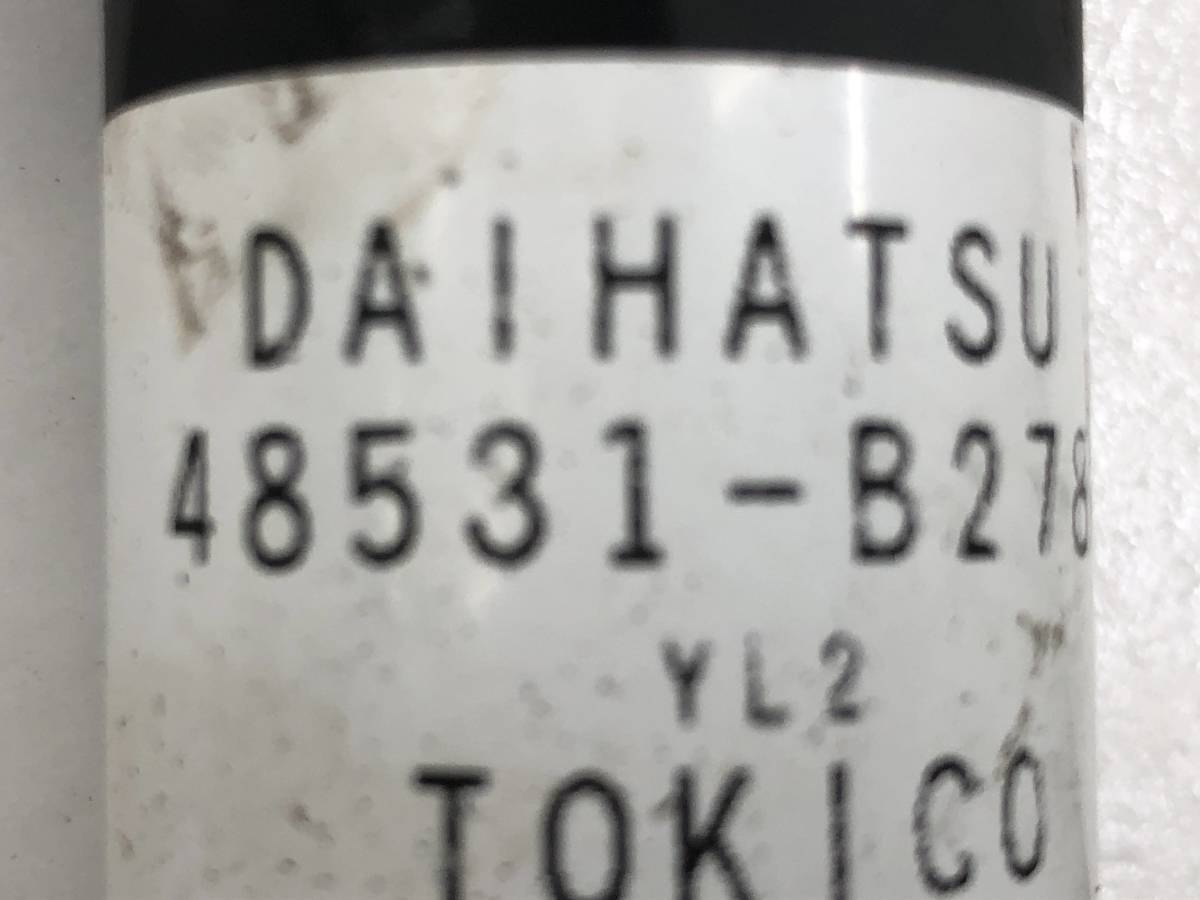 DAIHATSU
48531-B278
YL2
TOKICO